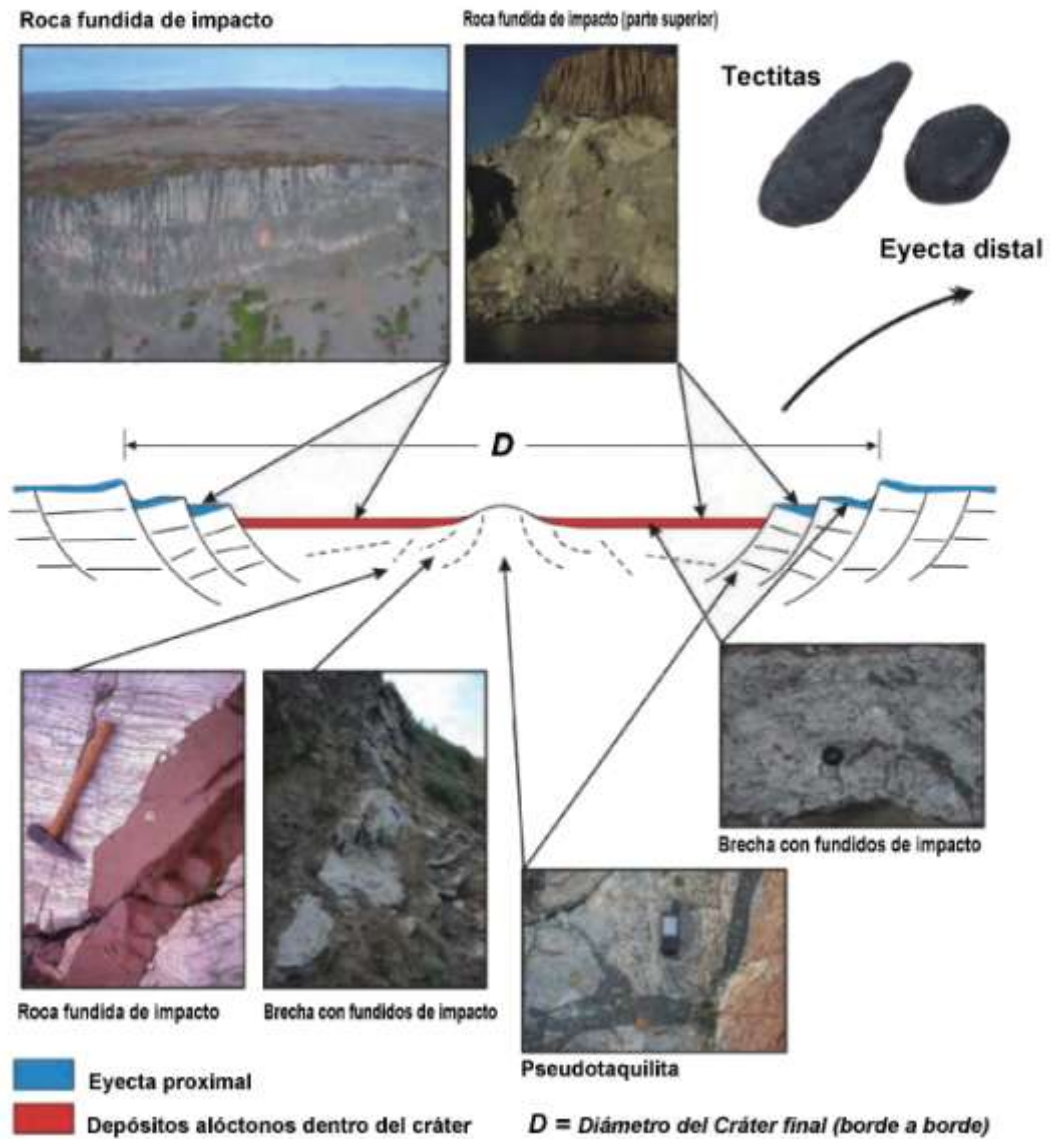 Roca fundida de impacto
Roca fundida de impacto (parte superior)
Tectitas
Eyecta distal
D
Brecha con fundidos de impacto
Roca fundida de impacto
Brecha con fundidos de impacto
Pseudotaquilita
Eyecta proximal
Depósitos alóctonos dentro del cráter
D = Diámetro del Cráter final (borde a borde)